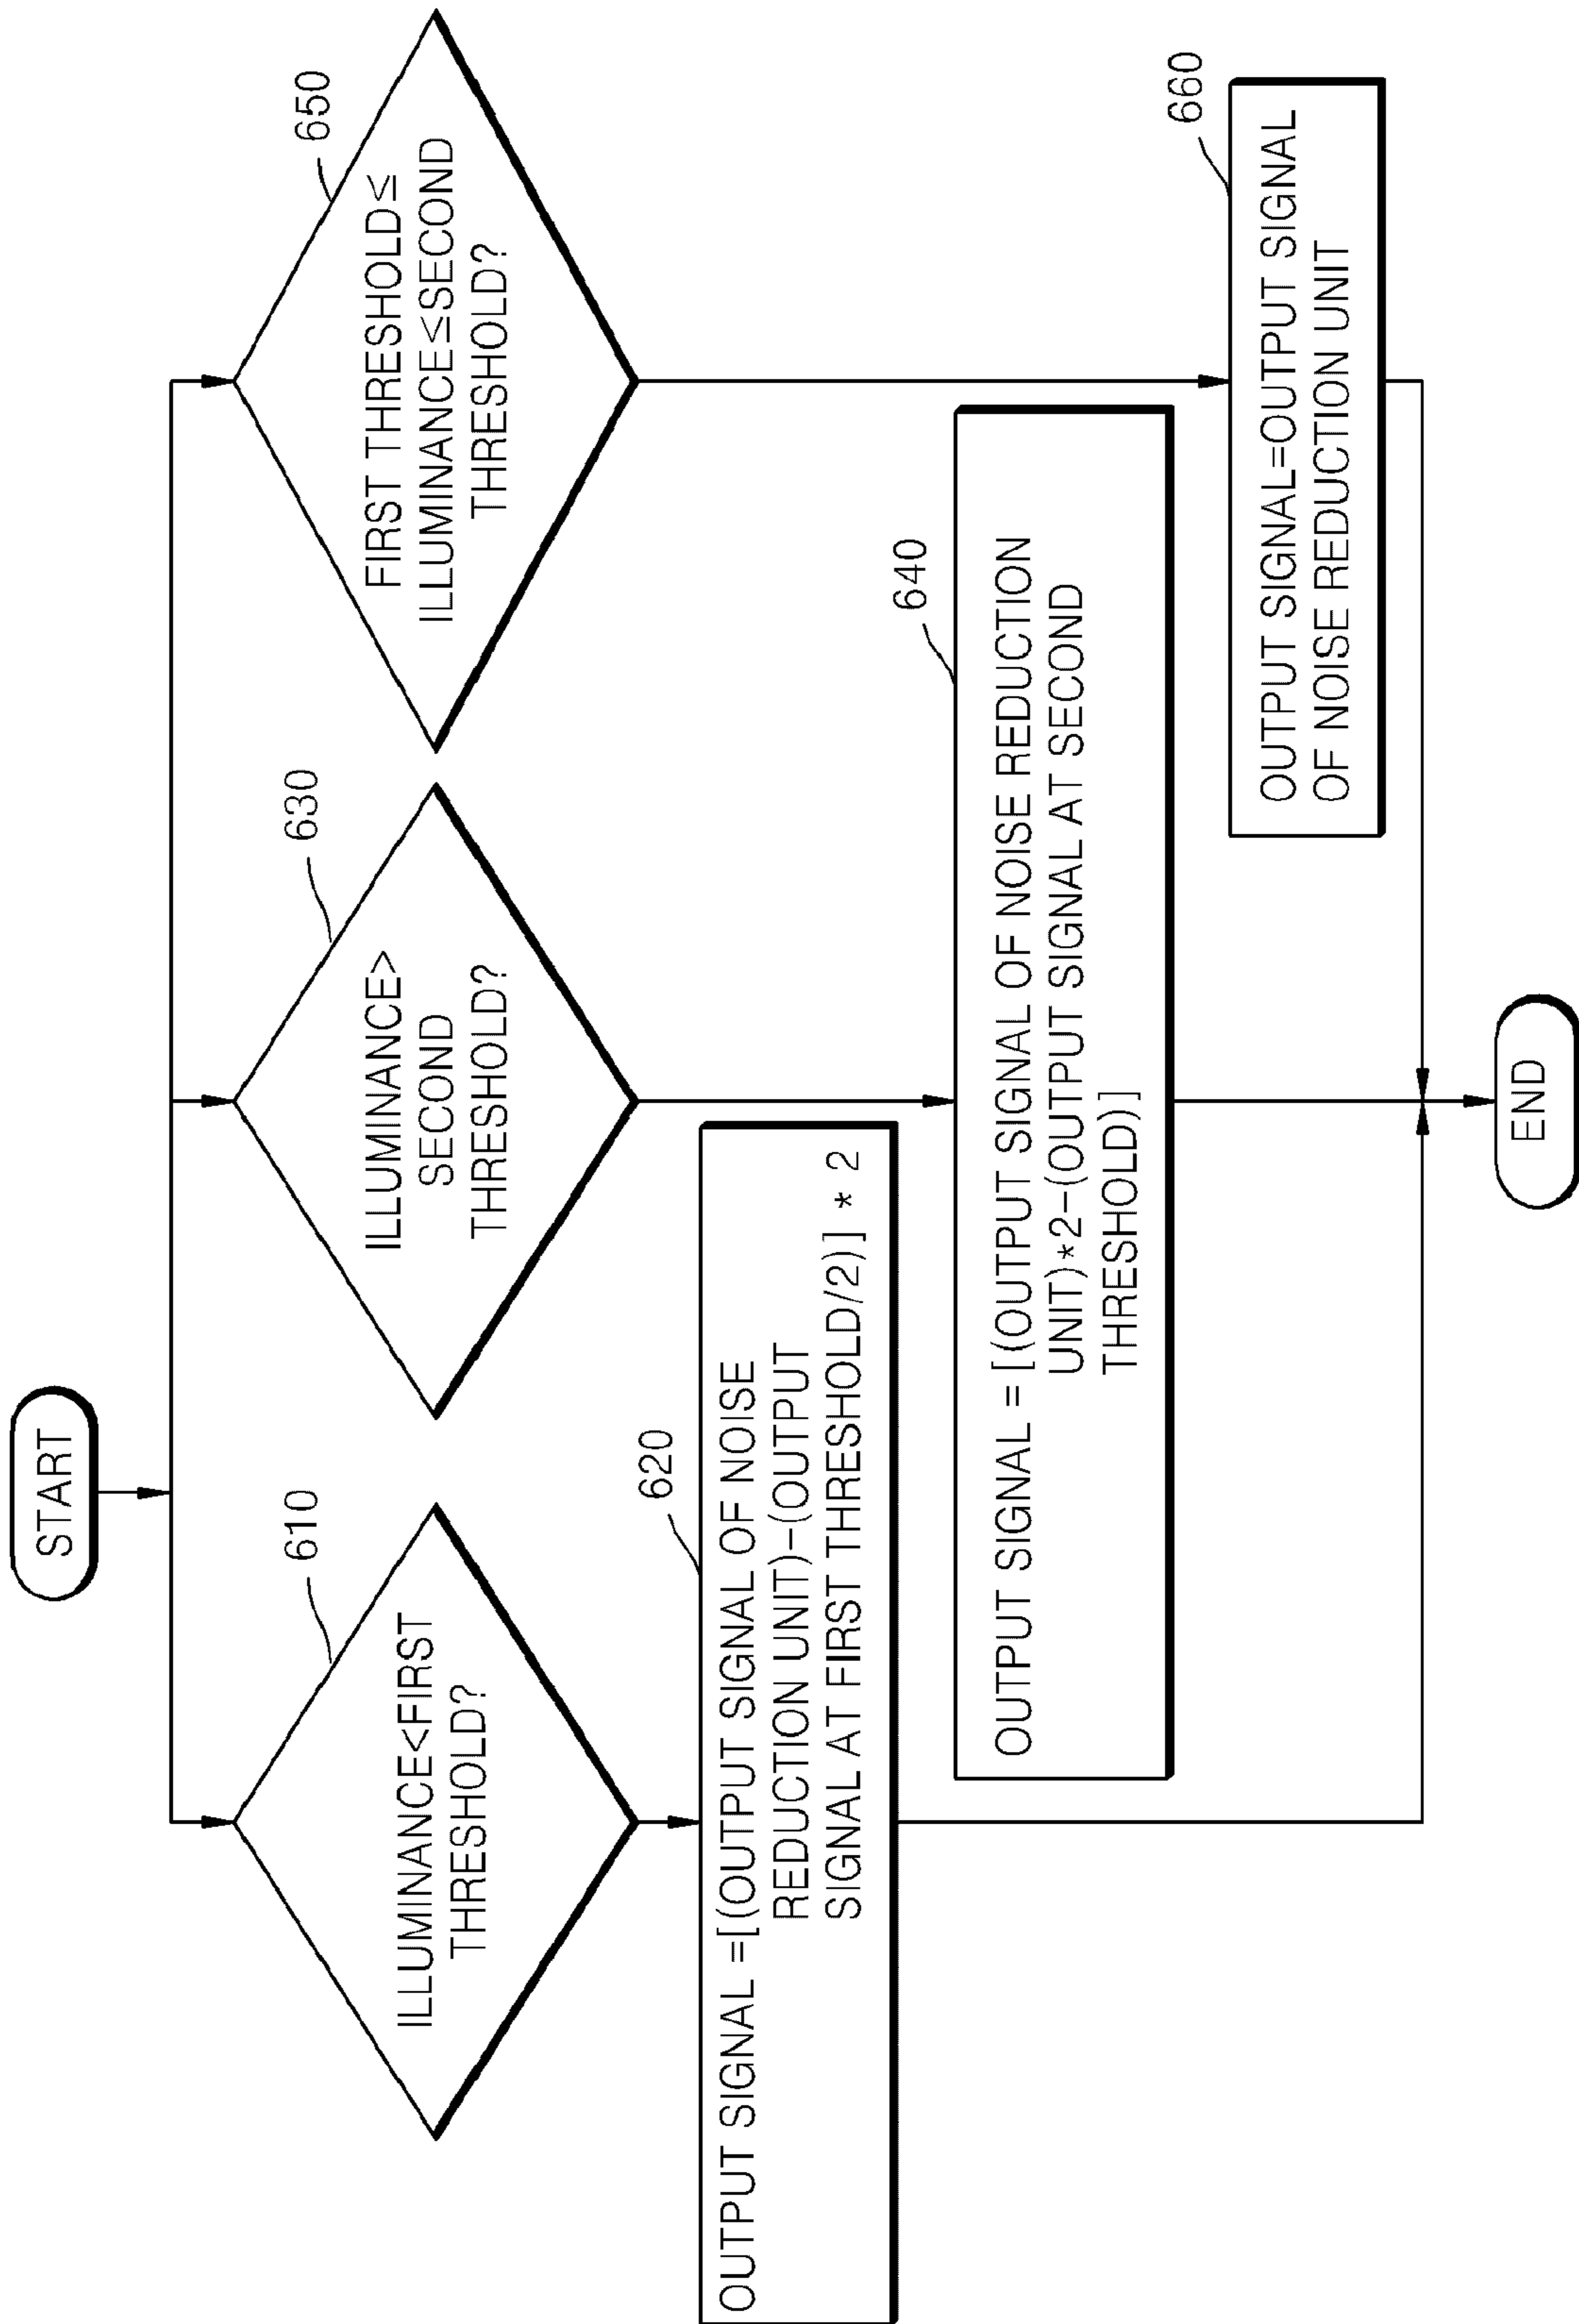 START
610
ILLUMINANCE<FIRST
THRESHOLD?
630
ILLUMINANCE>
SECOND
THRESHOLD?
650
FIRST THRESHOLD≤
ILLUMINANCE≤SECOND
THRESHOLD?
620
OUTPUT SIGNAL =[(OUTPUT SIGNAL OF NOISE
REDUCTION UNIT)-(OUTPUT
SIGNAL AT FIRST THRESHOLD/2)] * 2
640
OUTPUT SIGNAL = [(OUTPUT SIGNAL OF NOISE REDUCTION
UNIT)*2-(OUTPUT SIGNAL AT SECOND
THRESHOLD)]
660
OUTPUT SIGNAL=OUTPUT SIGNAL
OF NOISE REDUCTION UNIT
END